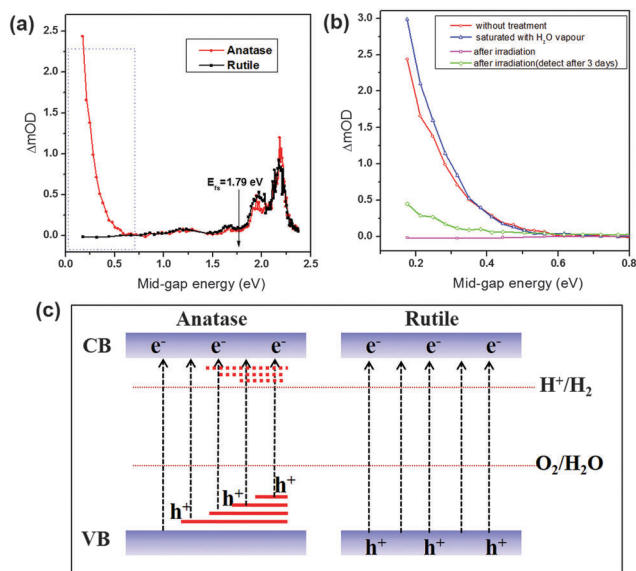 (a)
2.5
2.0
1.5
1.0
0.5
0.0
ΔmOD
Anatase
Rutile
E_fs=1.79 eV
0.0 0.5 1.0 1.5 2.0 2.5
Mid-gap energy (eV)
(b)
3.0
2.5
2.0
1.5
1.0
0.5
0.0
ΔmOD
without treatment
saturated with H₂O vapour
after irradiation
after irradiation(detect after 3 days)
0.2 0.4 0.6 0.8
Mid-gap energy (eV)
(c)
Anatase Rutile
CB e⁻ e⁻ e⁻ e⁻ e⁻ e⁻
H⁺/H₂
O₂/H₂O
h⁺
h⁺
h⁺
VB h⁺ h⁺ h⁺